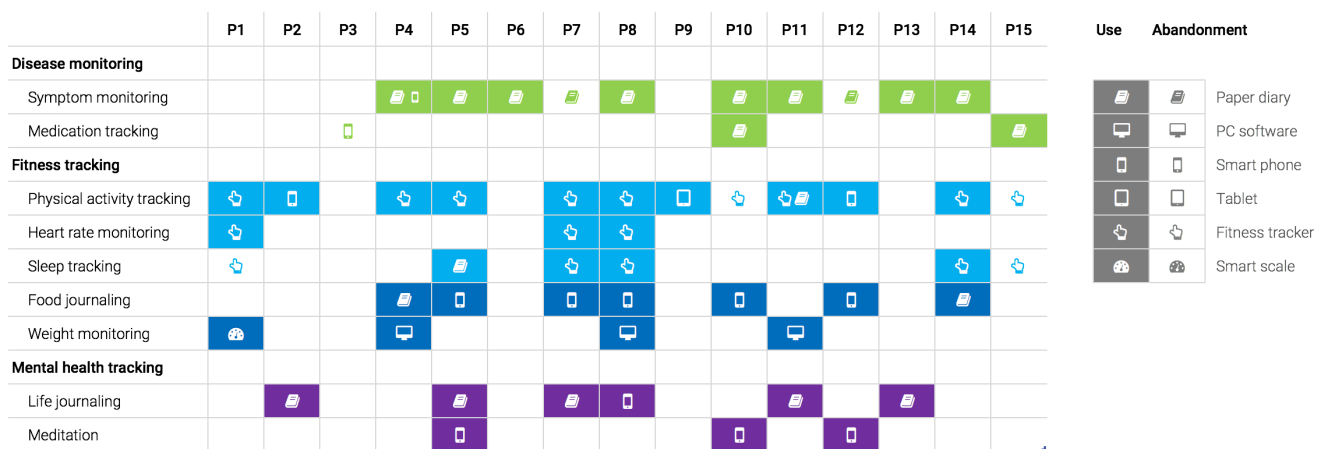 P1 P2 P3 P4 P5 P6 P7 P8 P9 P10 P11 P12 P13 P14 P15 Use Abandonment
Disease monitoring
Symptom monitoring Paper diary
Medication tracking PC software
Fitness tracking Smart phone
Physical activity tracking Tablet
Heart rate monitoring Fitness tracker
Sleep tracking Smart scale
Food journaling
Weight monitoring
Mental health tracking
Life journaling
Meditation